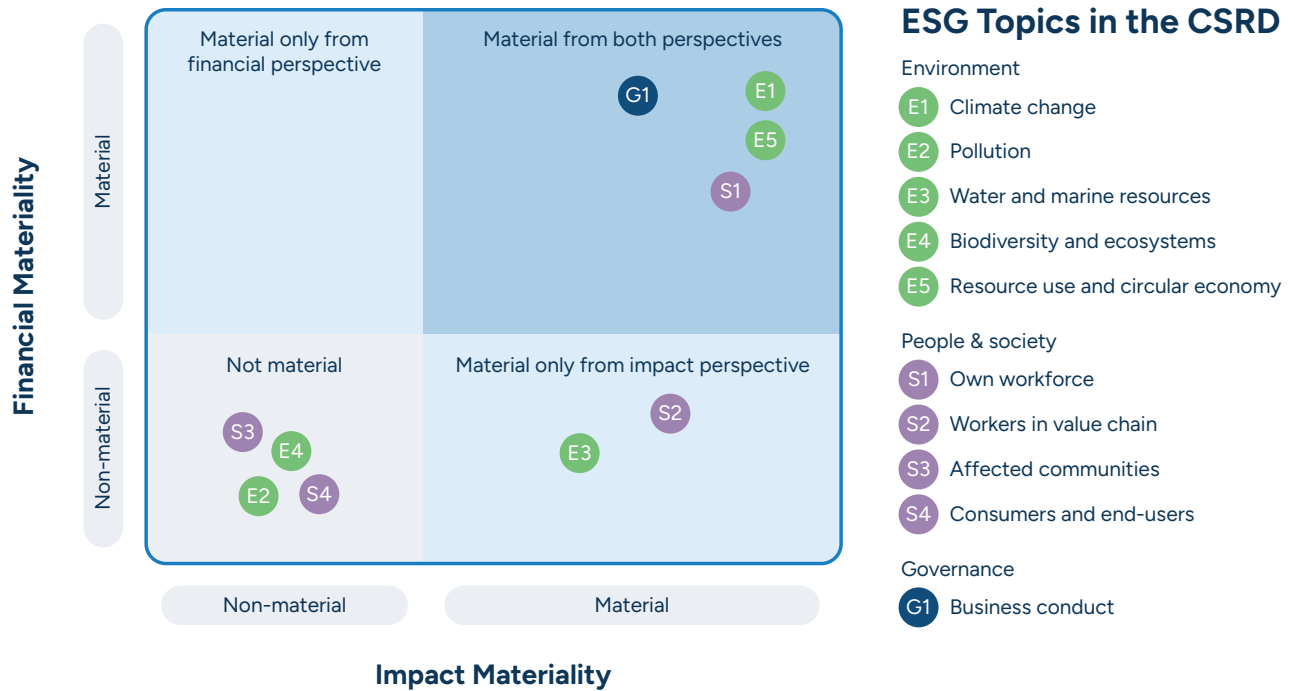 Material only from
financial perspective
Material from both perspectives
G1
E1
E5
S1
Financial Materiality
Material
Non-material
Not material
S3
E4
E2
S4
Material only from impact perspective
S2
E3
Non-material
Material
Impact Materiality
ESG Topics in the CSRD
Environment
E1 Climate change
E2 Pollution
E3 Water and marine resources
E4 Biodiversity and ecosystems
E5 Resource use and circular economy
People & society
S1 Own workforce
S2 Workers in value chain
S3 Affected communities
S4 Consumers and end-users
Governance
G1 Business conduct